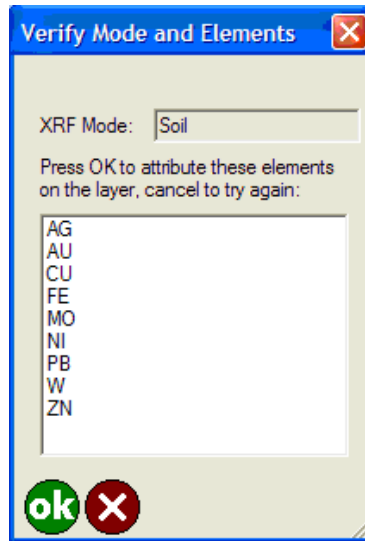 Verify Mode and Elements
XRF Mode: Soil
Press OK to attribute these elements
on the layer, cancel to try again:
AG
AU
CU
FE
MO
NI
PB
W
ZN
ok